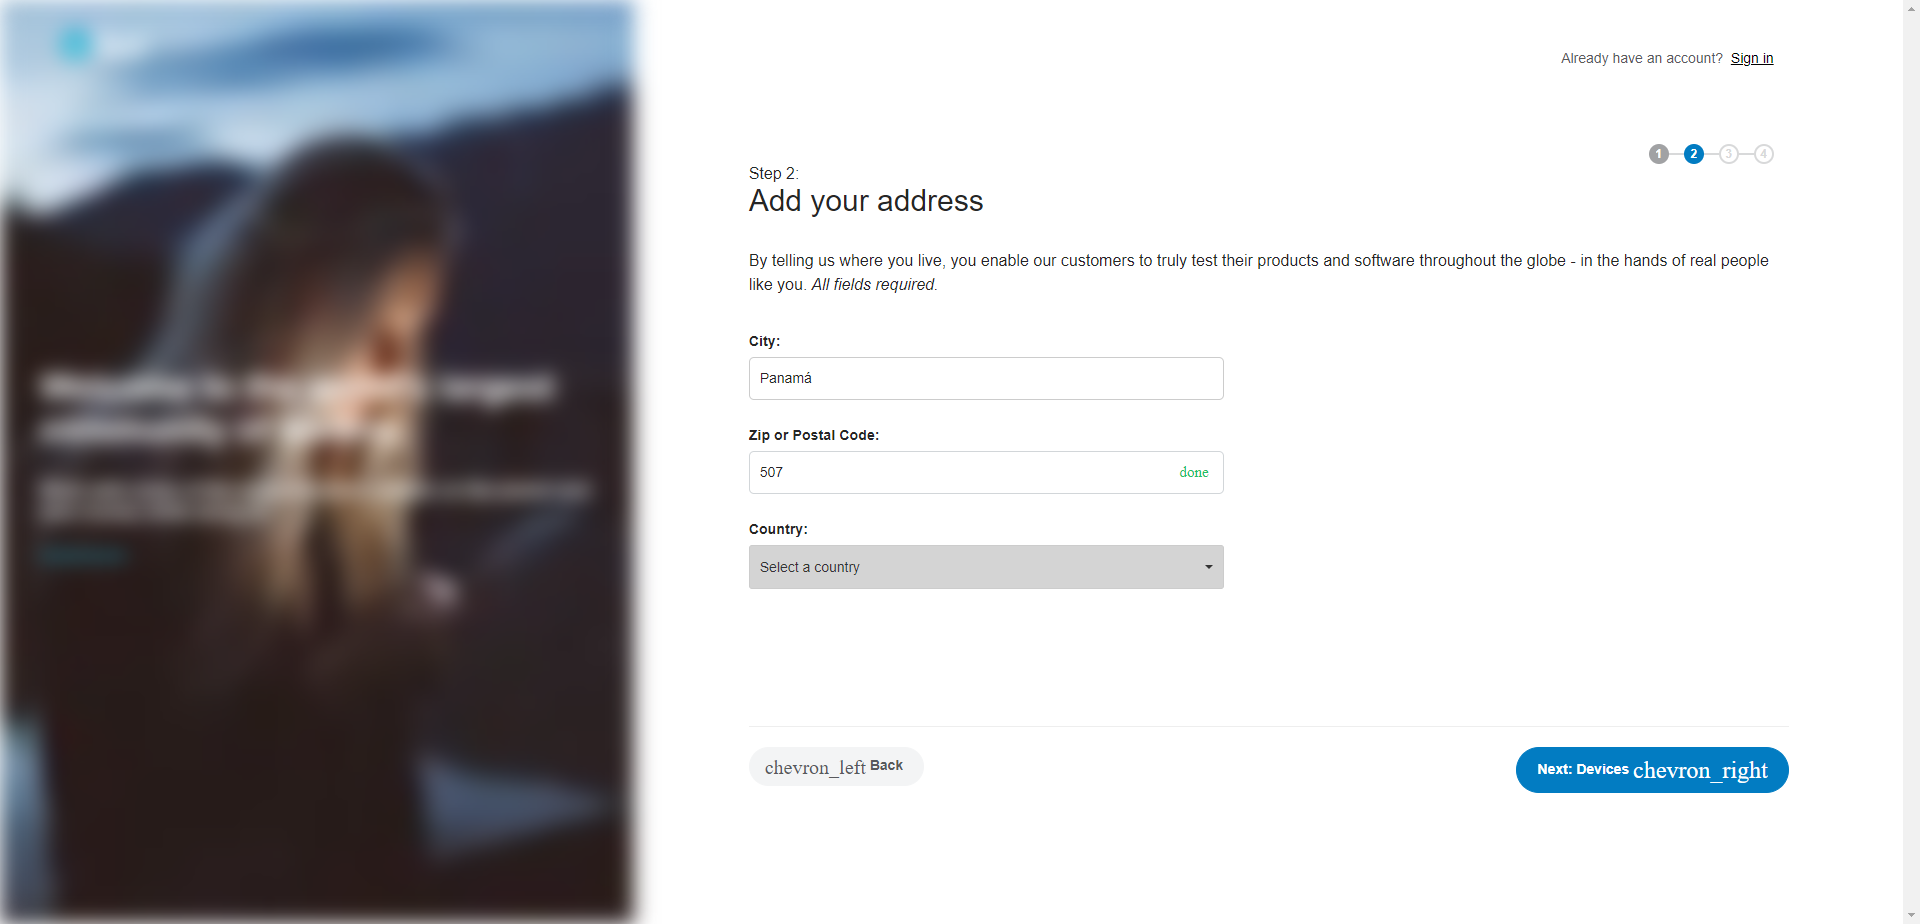 Already have an account? Sign in
1 2 3 4
Step 2:
Add your address
By telling us where you live, you enable our customers to truly test their products and software throughout the globe - in the hands of real people
like you. All fields required.
City:
Panamá
Zip or Postal Code:
507 done
Country:
Select a country
chevron_left Back
Next: Devices chevron_right